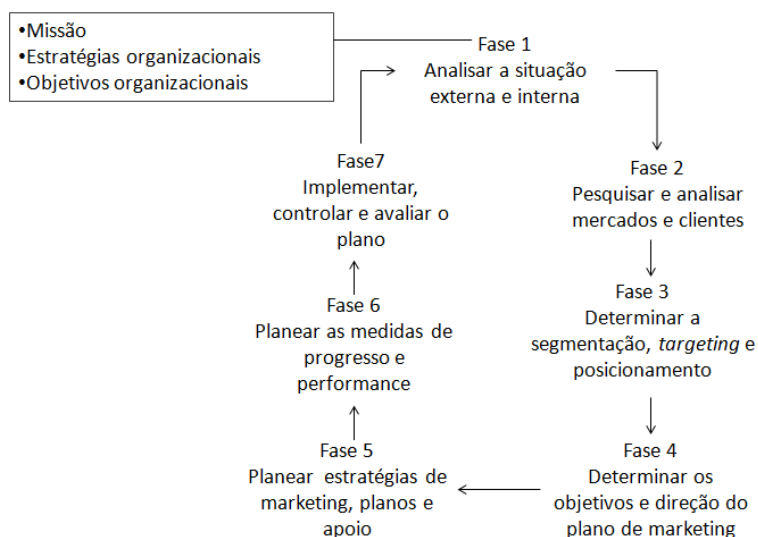 •Missão
•Estratégias organizacionais
•Objetivos organizacionais
Fase 1
Analisar a situação
externa e interna
Fase 2
Pesquisar e analisar
mercados e clientes
Fase 3
Determinar a
segmentação, targeting e
posicionamento
Fase 4
Determinar os
objetivos e direção do
plano de marketing
Fase 5
Planear estratégias de
marketing, planos e
apoio
Fase 6
Planear as medidas de
progresso e
performance
Fase7
Implementar,
controlar e avaliar o
plano